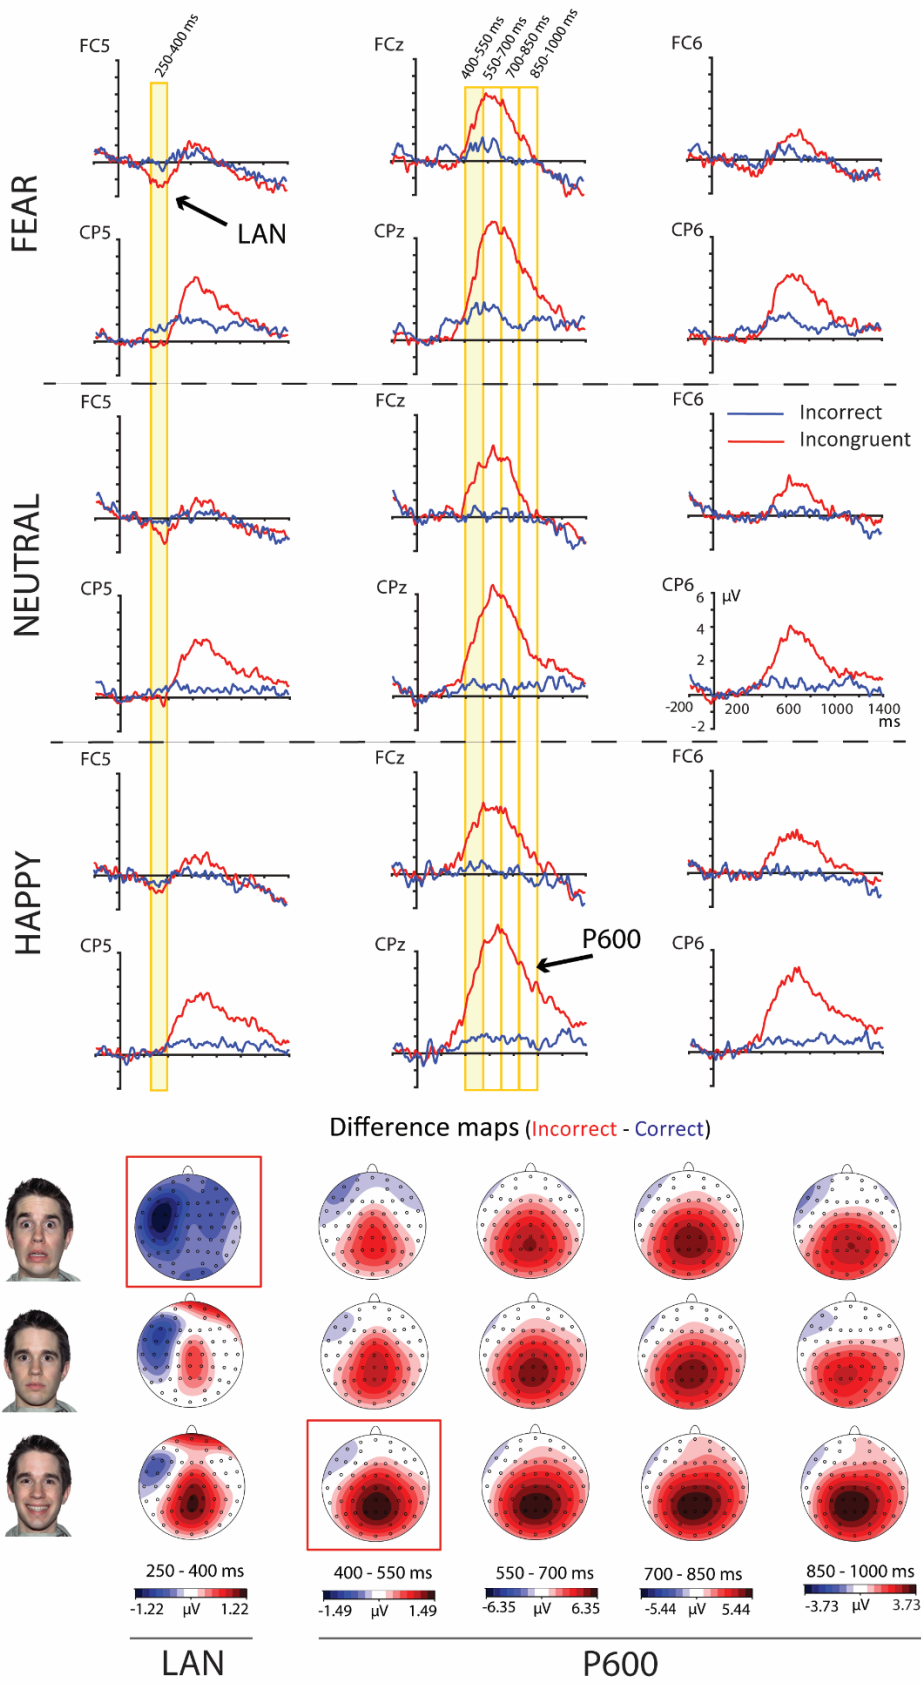 250-400 ms
400-550 ms
550-700 ms
700-850 ms
850-1000 ms
FC5
FCz
FC6
FEAR
LAN
CP5
CPz
CP6
FC5
FCz
FC6
Incorrect
Incongruent
NEUTRAL
CP5
CPz
CP6
6
µV
4
2
-200
200
600
1000
1400
ms
-2
FC5
FCz
FC6
HAPPY
P600
CP5
CPz
CP6
Difference maps (Incorrect - Correct)
250 - 400 ms
-1.22 µV 1.22
400 - 550 ms
-1.49 µV 1.49
550 - 700 ms
-6.35 µV 6.35
700 - 850 ms
-5.44 µV 5.44
850 - 1000 ms
-3.73 µV 3.73
LAN
P600